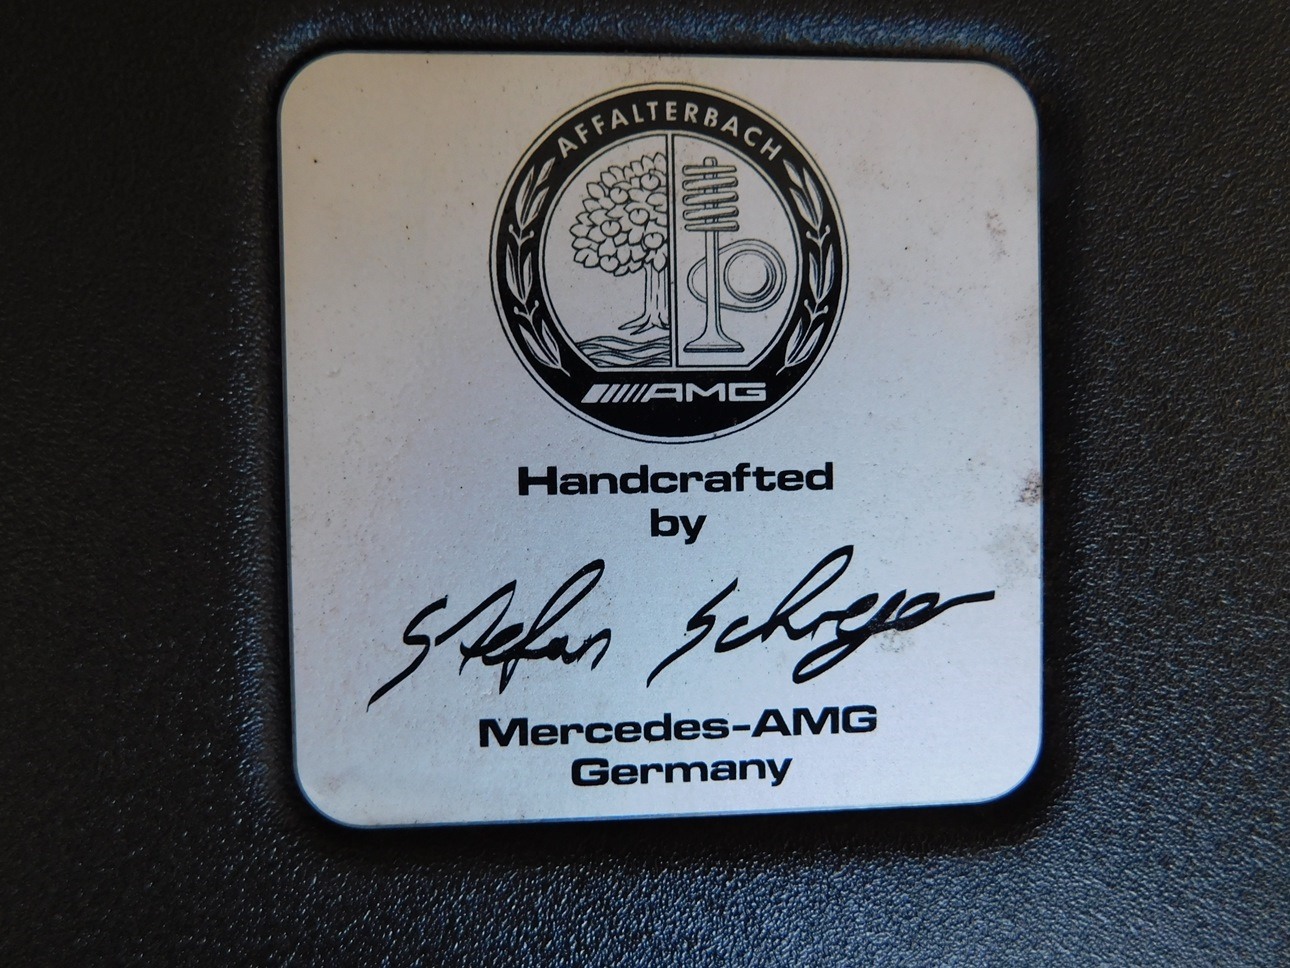 AFFALTERBACH
AMG
Handcrafted
by
Stefan
Mercedes-AMG
Germany